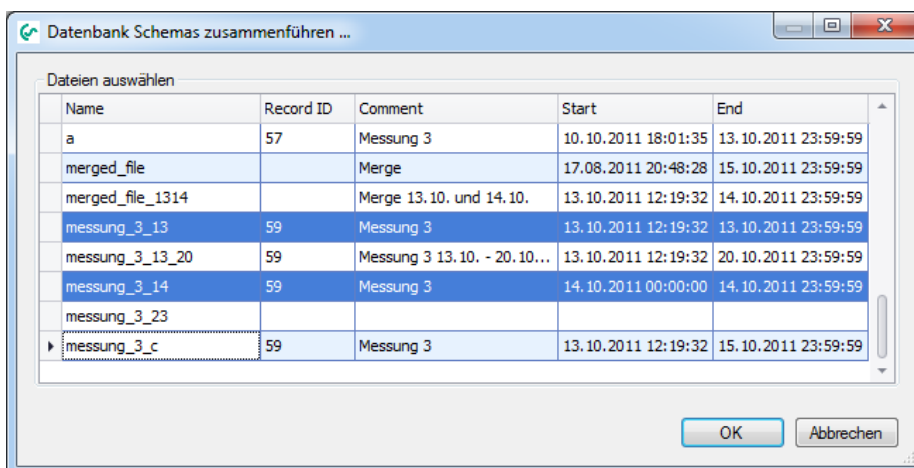 Datenbank Schemas zusammenführen ...
Dateien auswählen
Name Record ID Comment Start End
a 57 Messung 3 10.10.2011 18:01:35 13.10.2011 23:59:59
merged_file Merge 17.08.2011 20:48:28 15.10.2011 23:59:59
merged_file_1314 Merge 13.10. und 14.10. 13.10.2011 12:19:32 14.10.2011 23:59:59
messung_3_13 59 Messung 3 13.10.2011 12:19:32 13.10.2011 23:59:59
messung_3_13_20 59 Messung 3 13.10. - 20.10... 13.10.2011 12:19:32 20.10.2011 23:59:59
messung_3_14 59 Messung 3 14.10.2011 00:00:00 14.10.2011 23:59:59
messung_3_23
messung_3_c 59 Messung 3 13.10.2011 12:19:32 15.10.2011 23:59:59
OK Abbrechen